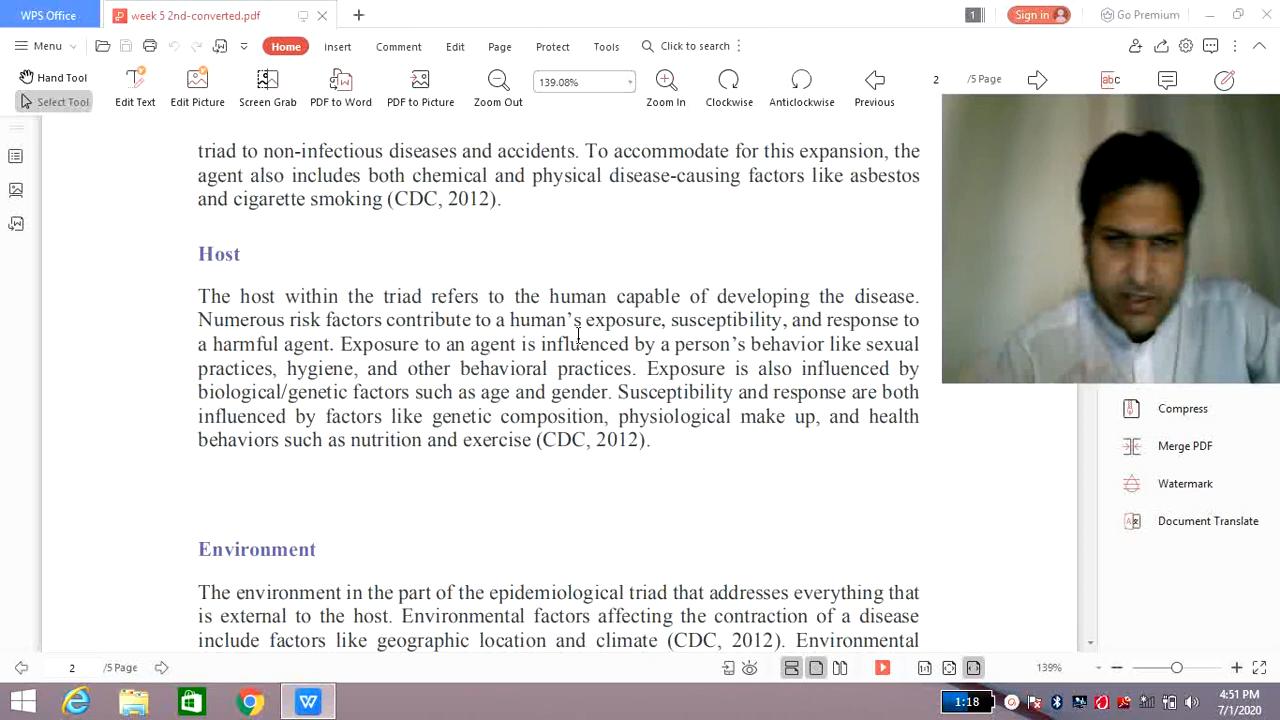 WPS Office
week 5 2nd-converted.pdf
1
Sign in
Go Premium
Menu
Home
Insert
Comment
Edit
Page
Protect
Tools
Click to search
Hand Tool
Select Tool
Edit Text
Edit Picture
Screen Grab
PDF to Word
PDF to Picture
Zoom Out
139.08%
Zoom In
Clockwise
Anticlockwise
Previous
2
/5 Page
abc
triad to non-infectious diseases and accidents. To accommodate for this expansion, the
agent also includes both chemical and physical disease-causing factors like asbestos
and cigarette smoking (CDC, 2012).
Host
The host within the triad refers to the human capable of developing the disease.
Numerous risk factors contribute to a human’s exposure, susceptibility, and response to
a harmful agent. Exposure to an agent is influenced by a person’s behavior like sexual
practices, hygiene, and other behavioral practices. Exposure is also influenced by
biological/genetic factors such as age and gender. Susceptibility and response are both
influenced by factors like genetic composition, physiological make up, and health
behaviors such as nutrition and exercise (CDC, 2012).
Environment
The environment in the part of the epidemiological triad that addresses everything that
is external to the host. Environmental factors affecting the contraction of a disease
include factors like geographic location and climate (CDC, 2012). Environmental
Compress
Merge PDF
Watermark
Document Translate
2
/5 Page
139%
1:18
4:51 PM
7/1/2020